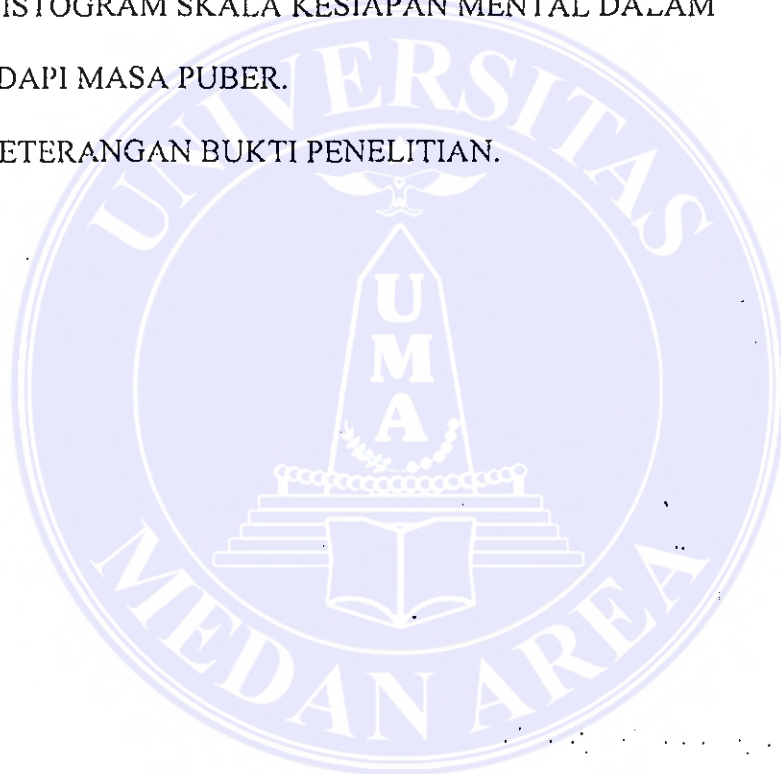 ISTOGRAM SKALA KESIAPAN MENTAL DALAM
DAPI MASA PUBER.
ETERANGAN BUKTI PENELITIAN.
UNIVERSITAS
UMA
MEDAN AREA